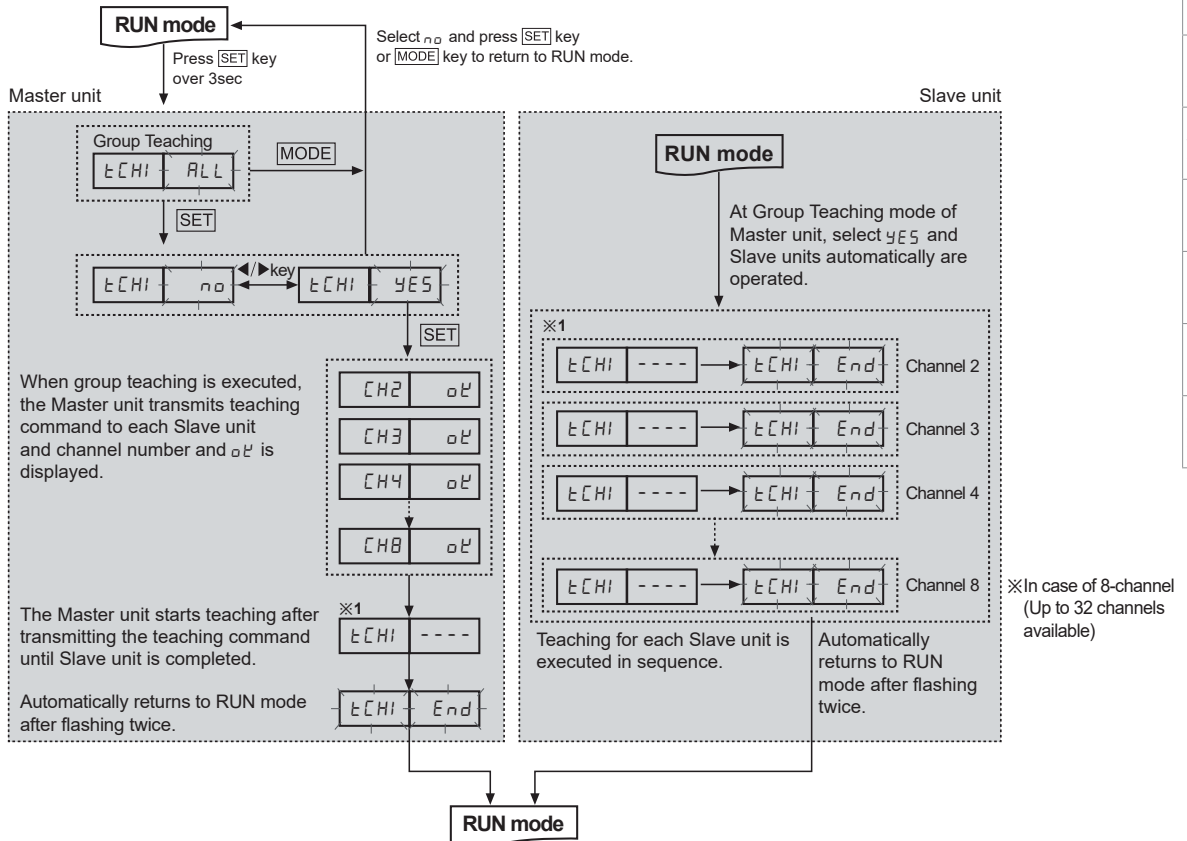 RUN mode
Select no and press SET key
or MODE key to return to RUN mode.
Press SET key
over 3sec
Master unit
Group Teaching
tCH1 ALL
MODE
SET
tCH1 no
◀/▶key
tCH1 YES
SET
When group teaching is executed,
the Master unit transmits teaching
command to each Slave unit
and channel number and oK is
displayed.
CH2 oK
CH3 oK
CH4 oK
CH8 oK
The Master unit starts teaching after
transmitting the teaching command
until Slave unit is completed.
※1
tCH1 ----
Automatically returns to RUN mode
after flashing twice.
tCH1 End
Slave unit
RUN mode
At Group Teaching mode of
Master unit, select YES and
Slave units automatically are
operated.
※1
tCH1 ---- tCH1 End Channel 2
tCH1 ---- tCH1 End Channel 3
tCH1 ---- tCH1 End Channel 4
tCH1 ---- tCH1 End Channel 8
Teaching for each Slave unit is
executed in sequence.
Automatically
returns to RUN
mode after flashing
twice.
※In case of 8-channel
(Up to 32 channels
available)
RUN mode